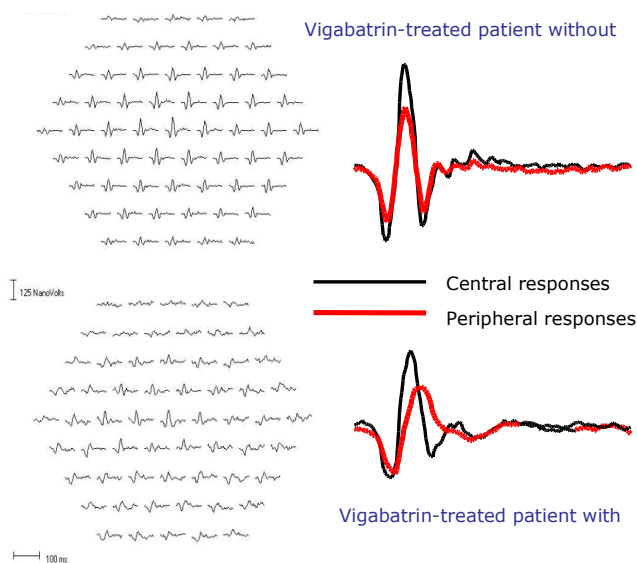 Vigabatrin-treated patient without
125 NanoVolts
Central responses
Peripheral responses
Vigabatrin-treated patient with
100 ms